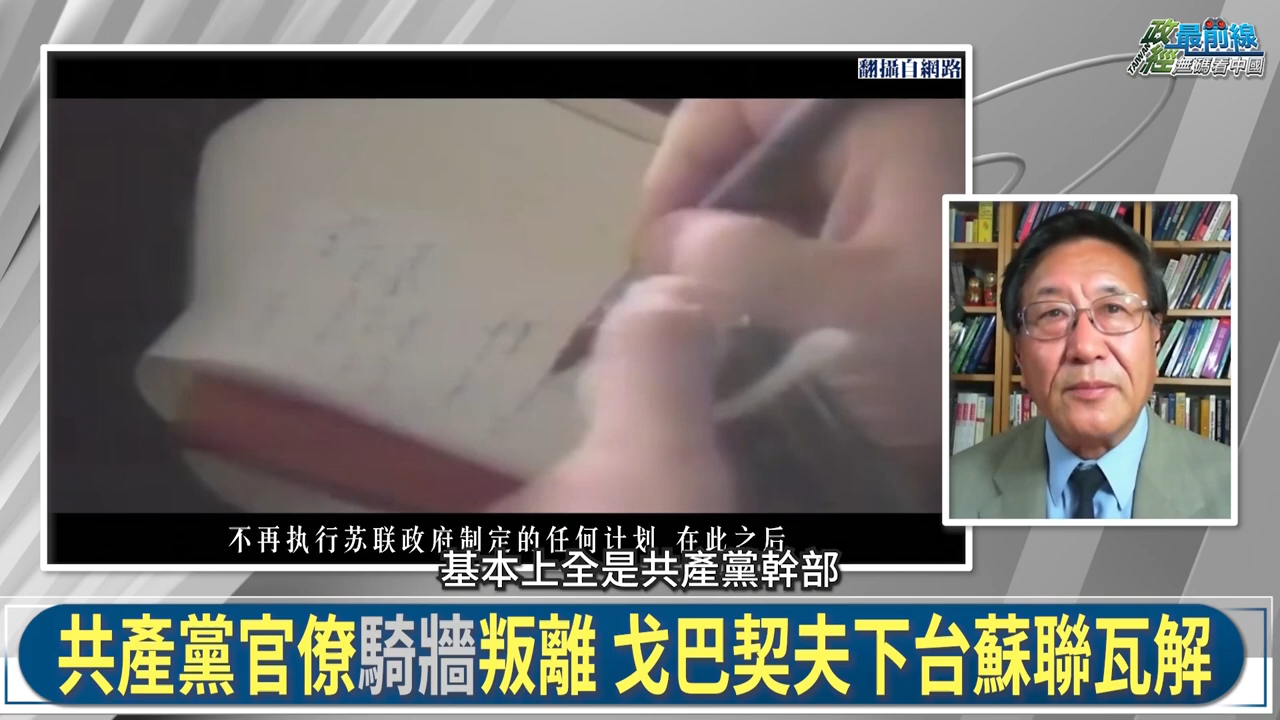 翻攝自網路
政經最前線
無碼看中國
TAIWAN
不再执行苏联政府制定的任何计划 在此之后
基本上全是共產黨幹部
共產黨官僚騎牆叛離 戈巴契夫下台蘇聯瓦解